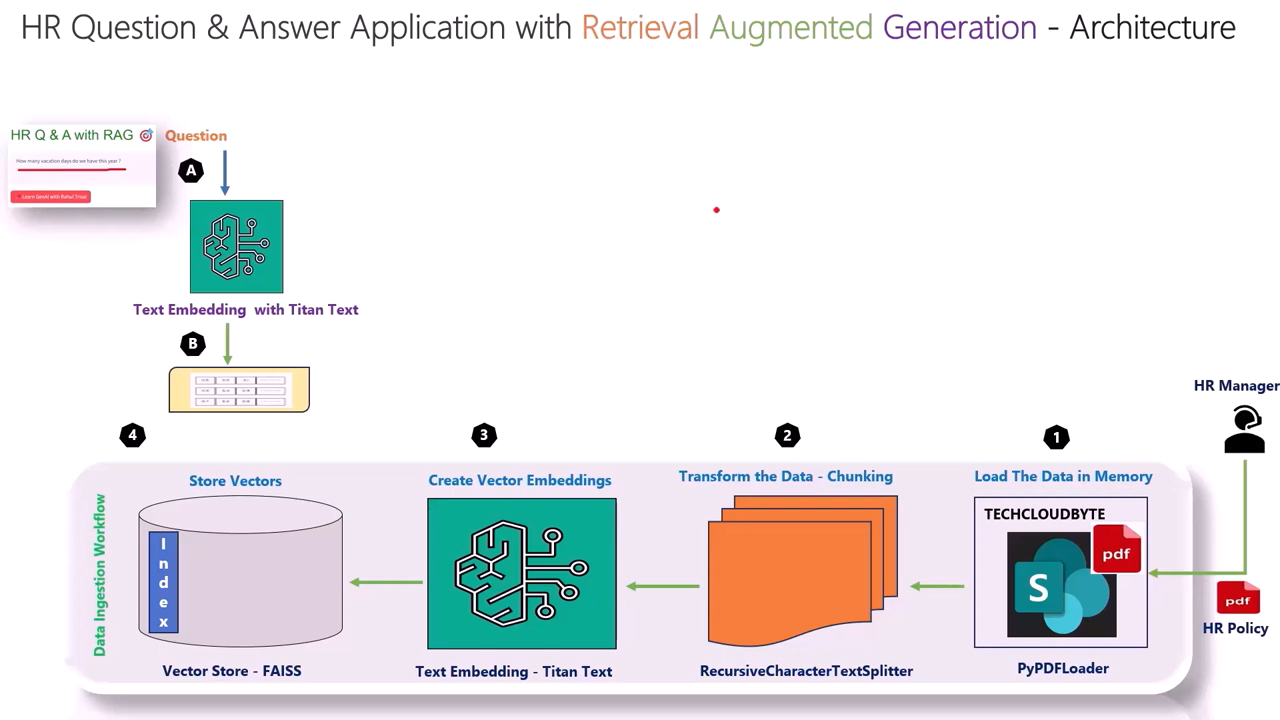 HR Question & Answer Application with Retrieval Augmented Generation - Architecture
HR Q & A with RAG
How many vacation days do we have this year ?
Question
A
Text Embedding with Titan Text
B
HR Manager
4
3
2
1
Store Vectors
Create Vector Embeddings
Transform the Data - Chunking
Load The Data in Memory
Data Ingestion Workflow
Index
TECHCLOUDBYTE
S
pdf
pdf
HR Policy
Vector Store - FAISS
Text Embedding - Titan Text
RecursiveCharacterTextSplitter
PyPDFLoader